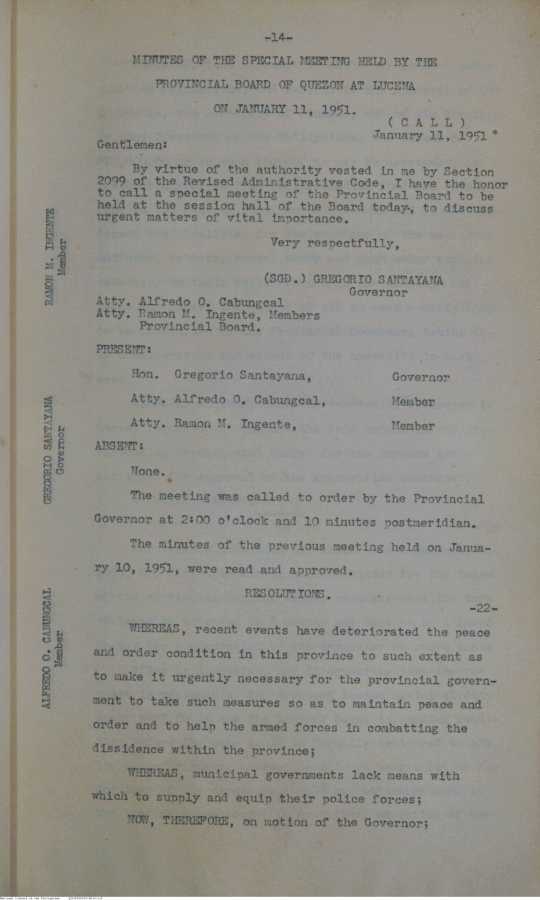 -14-
MINUTES OF THE SPECIAL MEETING HELD BY THE
PROVINCIAL BOARD OF QUEZON AT LUCENA
ON JANUARY 11, 1951.
( C A L L )
January 11, 1951
Gentlemen:
By virtue of the authority vested in me by Section
2099 of the Revised Administrative Code, I have the honor
to call a special meeting of the Provincial Board to be
held at the session hall of the Board today, to discuss
urgent matters of vital importance.
Very respectfully,
(SGD.) GREGORIO SANTAYANA
Governor
Atty. Alfredo O. Cabungcal
Atty. Ramon M. Ingente, Members
Provincial Board.
PRESENT:
Hon. Gregorio Santayana, Governor
Atty. Alfredo O. Cabungcal, Member
Atty. Ramon M. Ingente, Member
ABSENT:
None.
The meeting was called to order by the Provincial
Governor at 2:00 o'clock and 10 minutes postmeridian.
The minutes of the previous meeting held on Janua-
ry 10, 1951, were read and approved.
RESOLUTIONS.
-22-
WHEREAS, recent events have deteriorated the peace
and order condition in this province to such extent as
to make it urgently necessary for the provincial govern-
ment to take such measures so as to maintain peace and
order and to help the armed forces in combatting the
dissidence within the province;
WHEREAS, municipal governments lack means with
which to supply and equip their police forces;
NOW, THEREFORE, on motion of the Governor;
RAMON M. INGENTE
Member
GREGORIO SANTAYANA
Governor
ALFREDO O. CABUNGCAL
Member